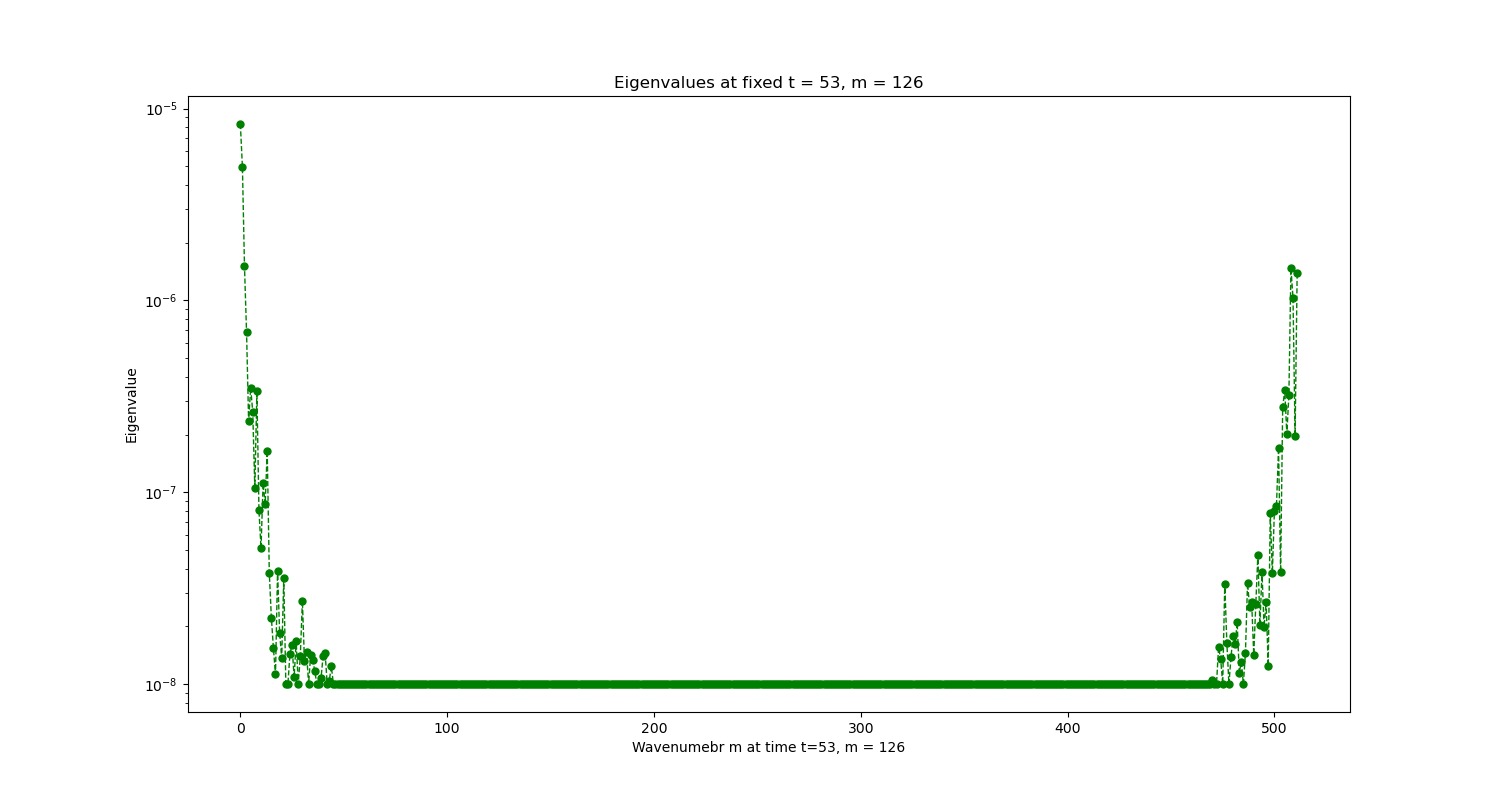 Eigenvalues at fixed t = 53, m = 126
10⁻⁵
10⁻⁶
10⁻⁷
10⁻⁸
Eigenvalue
0 100 200 300 400 500
Wavenumebr m at time t=53, m = 126